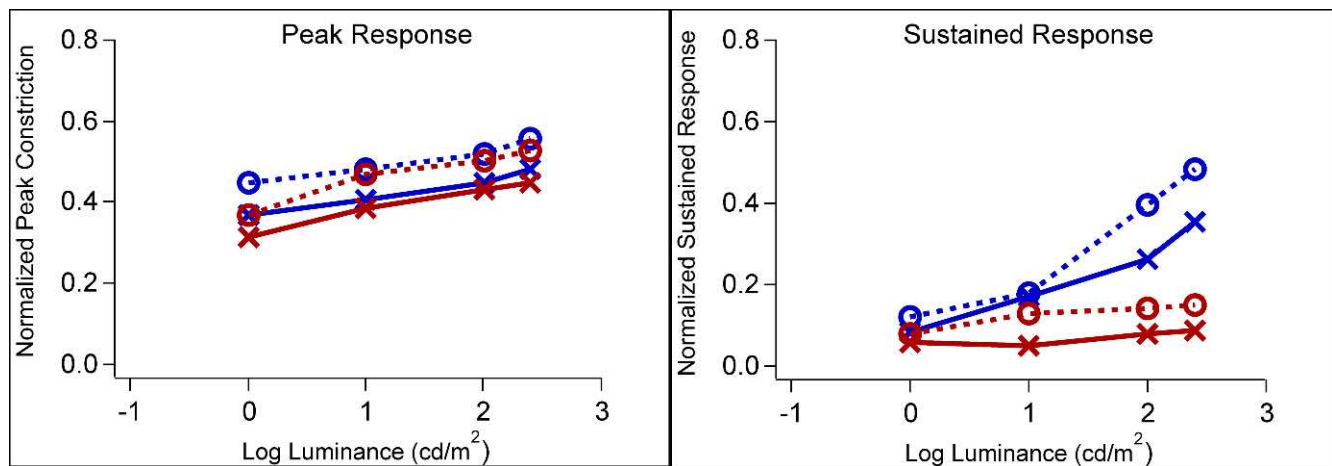 Peak Response
Normalized Peak Constriction
0.8
0.6
0.4
0.2
0.0
-1 0 1 2 3
Log Luminance (cd/m²)
Sustained Response
Normalized Sustained Response
0.8
0.6
0.4
0.2
0.0
-1 0 1 2 3
Log Luminance (cd/m²)